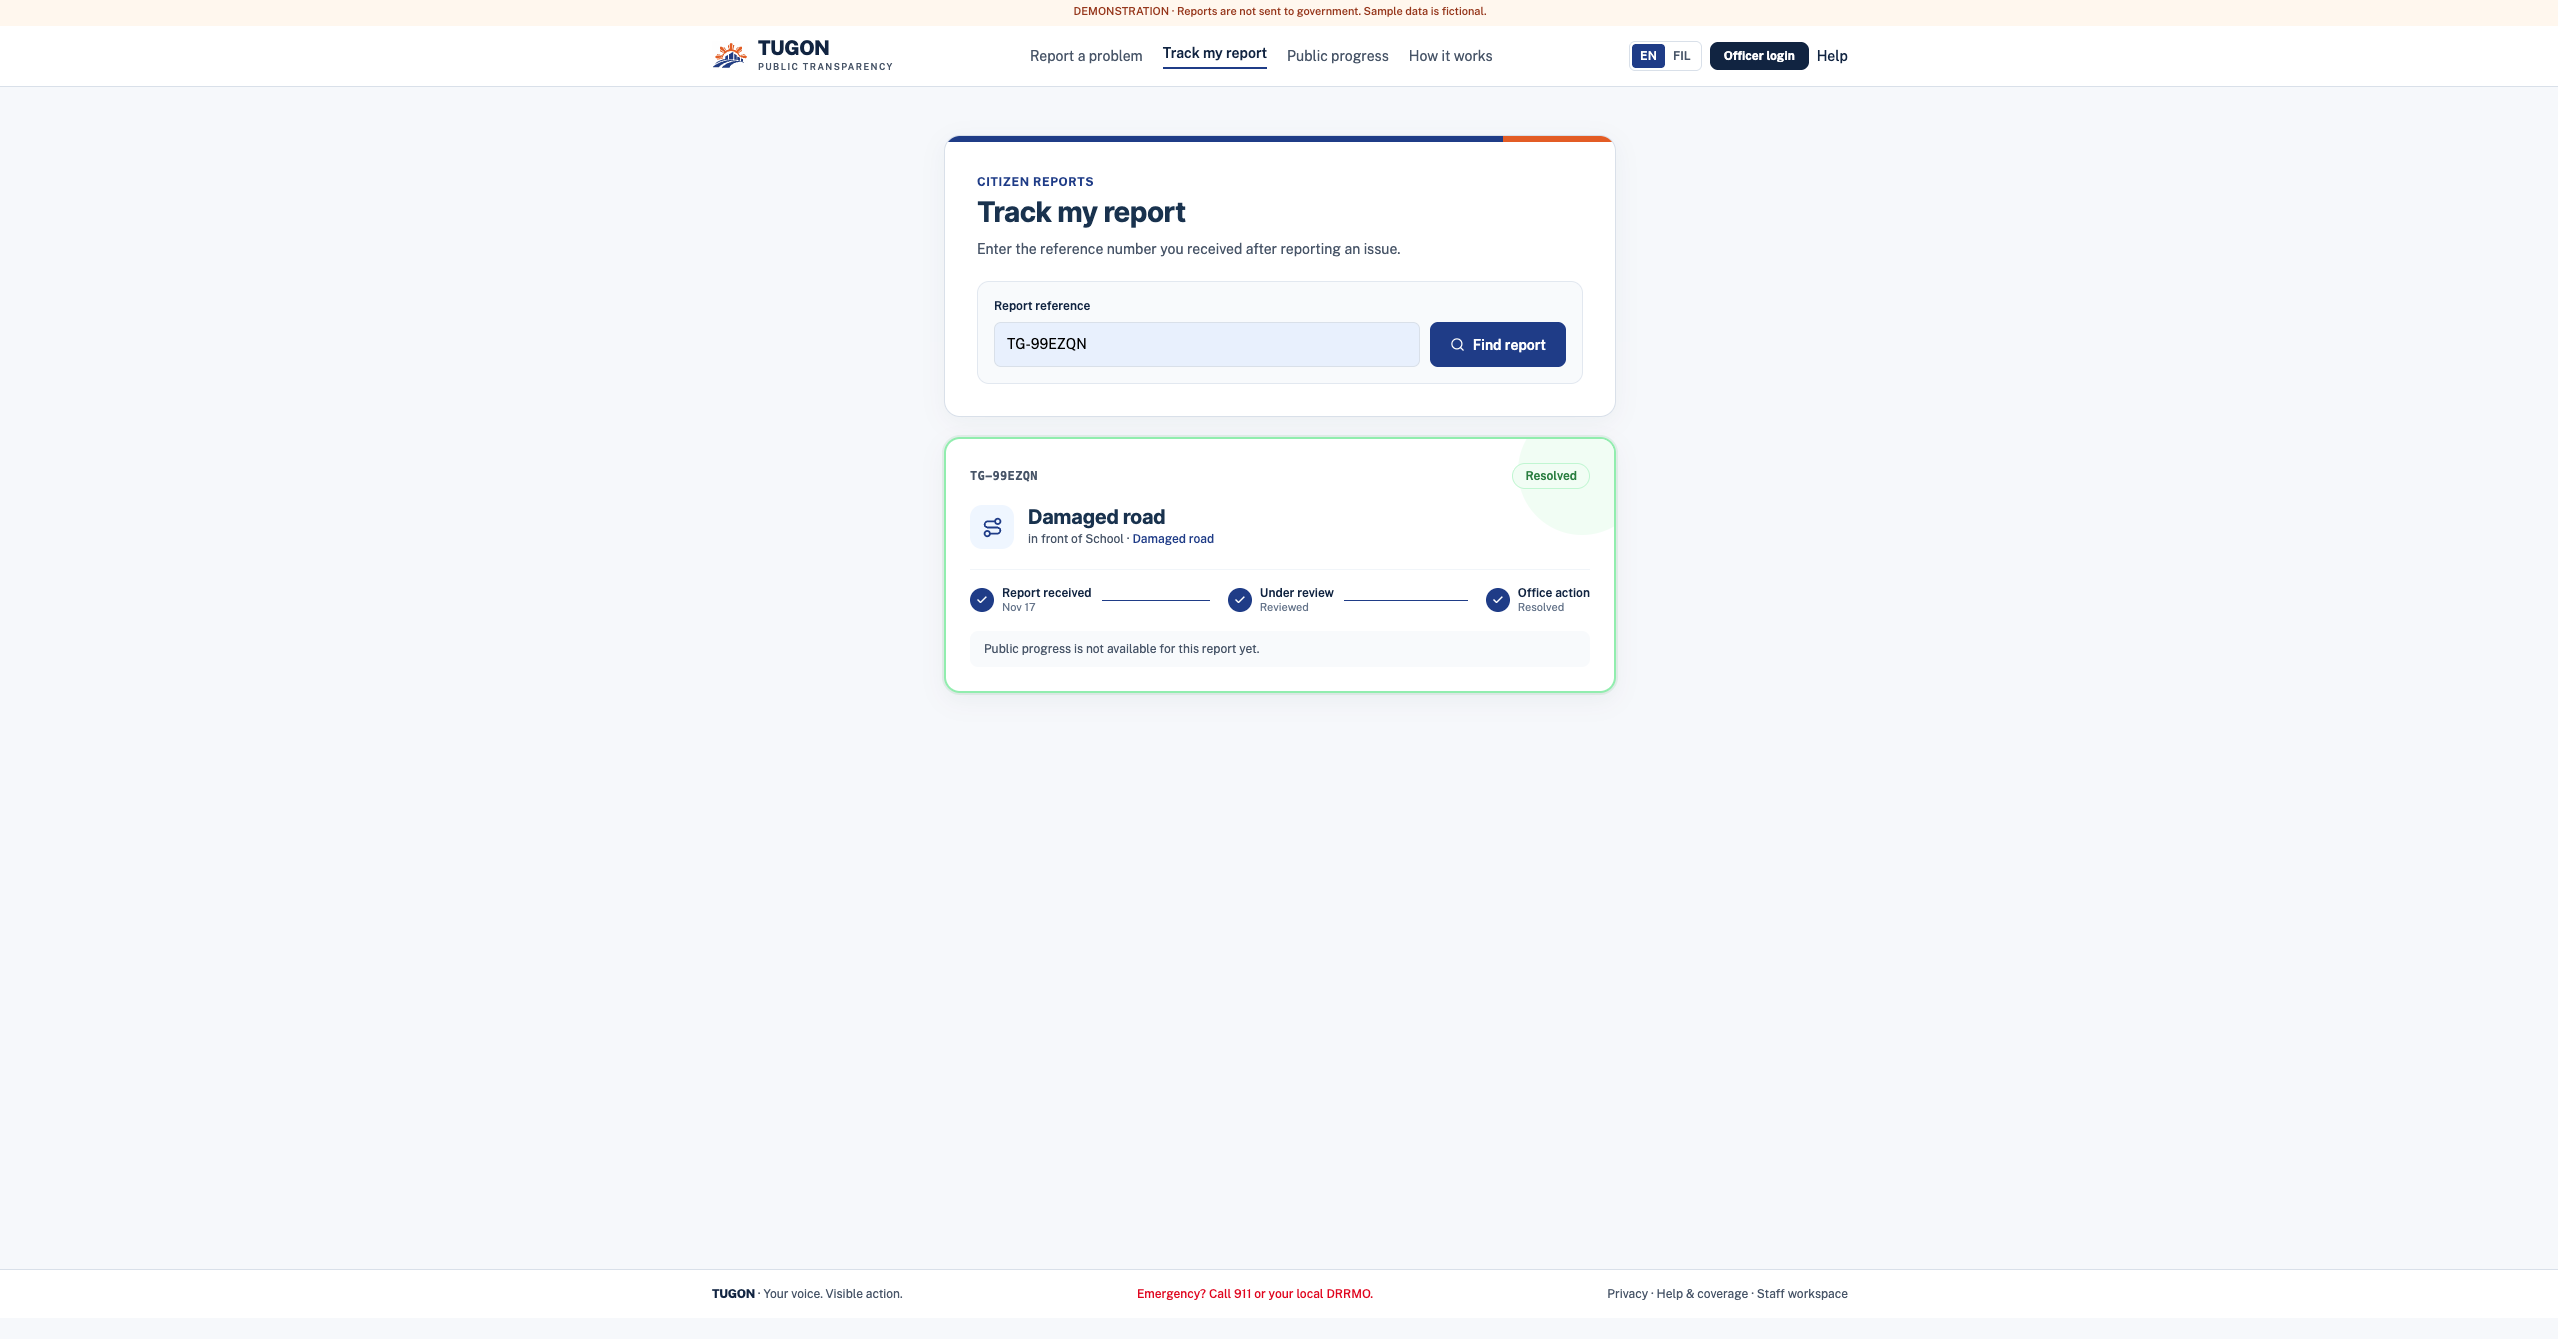 DEMONSTRATION · Reports are not sent to government. Sample data is fictional.
TUGON
PUBLIC TRANSPARENCY
Report a problem
Track my report
Public progress
How it works
EN
FIL
Officer login
Help
CITIZEN REPORTS
Track my report
Enter the reference number you received after reporting an issue.
Report reference
TG-99EZQN
Find report
TG-99EZQN
Resolved
Damaged road
in front of School · Damaged road
Report received
Nov 17
Under review
Reviewed
Office action
Resolved
Public progress is not available for this report yet.
TUGON · Your voice. Visible action.
Emergency? Call 911 or your local DRRMO.
Privacy · Help & coverage · Staff workspace